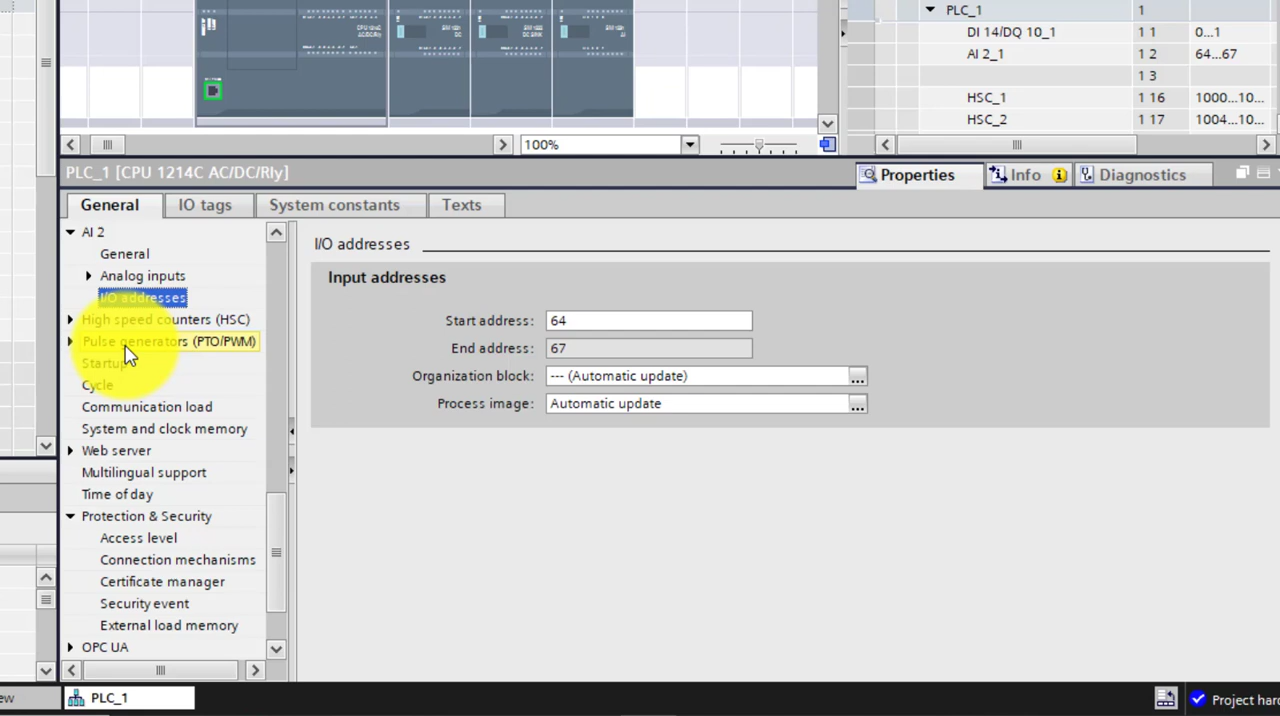 PLC_1 1
DI 14/DQ 10_1 1 1 0...1
AI 2_1 1 2 64...67
1 3
HSC_1 1 16 1000...10...
HSC_2 1 17 1004...10...
100%
PLC_1 [CPU 1214C AC/DC/Rly]
Properties Info Diagnostics
General IO tags System constants Texts
AI 2
General
Analog inputs
I/O addresses
High speed counters (HSC)
Pulse generators (PTO/PWM)
Startup
Cycle
Communication load
System and clock memory
Web server
Multilingual support
Time of day
Protection & Security
Access level
Connection mechanisms
Certificate manager
Security event
External load memory
OPC UA
I/O addresses
Input addresses
Start address: 64
End address: 67
Organization block: --- (Automatic update) ...
Process image: Automatic update ...
PLC_1
Project